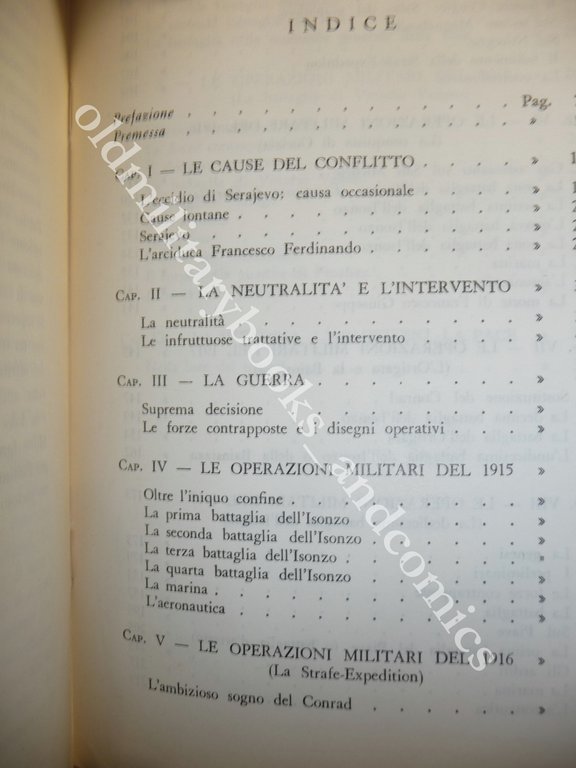 INDICE
Pag.
Prefazione . . . . . . . . . . . . »
Premessa . . . . . . . . . . . . »
CAP. I — LE CAUSE DEL CONFLITTO . . . . . »
L'eccidio di Serajevo: causa occasionale . . . . . »
Cause lontane . . . . . . . . . . »
Serajevo . . . . . . . . . . . »
L'arciduca Francesco Ferdinando . . . . . . »
CAP. II — LA NEUTRALITA' E L'INTERVENTO . . »
La neutralità . . . . . . . . . . »
Le infruttuose trattative e l'intervento . . . . . »
CAP. III — LA GUERRA . . . . . . . . »
Suprema decisione . . . . . . . . . »
Le forze contrapposte e i disegni operativi . . . . »
CAP. IV — LE OPERAZIONI MILITARI DEL 1915 »
Oltre l'iniquo confine . . . . . . . . »
La prima battaglia dell'Isonzo . . . . . . »
La seconda battaglia dell'Isonzo . . . . . . »
La terza battaglia dell'Isonzo . . . . . . »
La quarta battaglia dell'Isonzo . . . . . . »
La marina . . . . . . . . . . . »
L'aeronautica . . . . . . . . . . »
CAP. V — LE OPERAZIONI MILITARI DEL 1916 »
(La Strafe-Expedition)
L'ambizioso sogno del Conrad . . . . . . »
oldmilitarybooks_andcomics